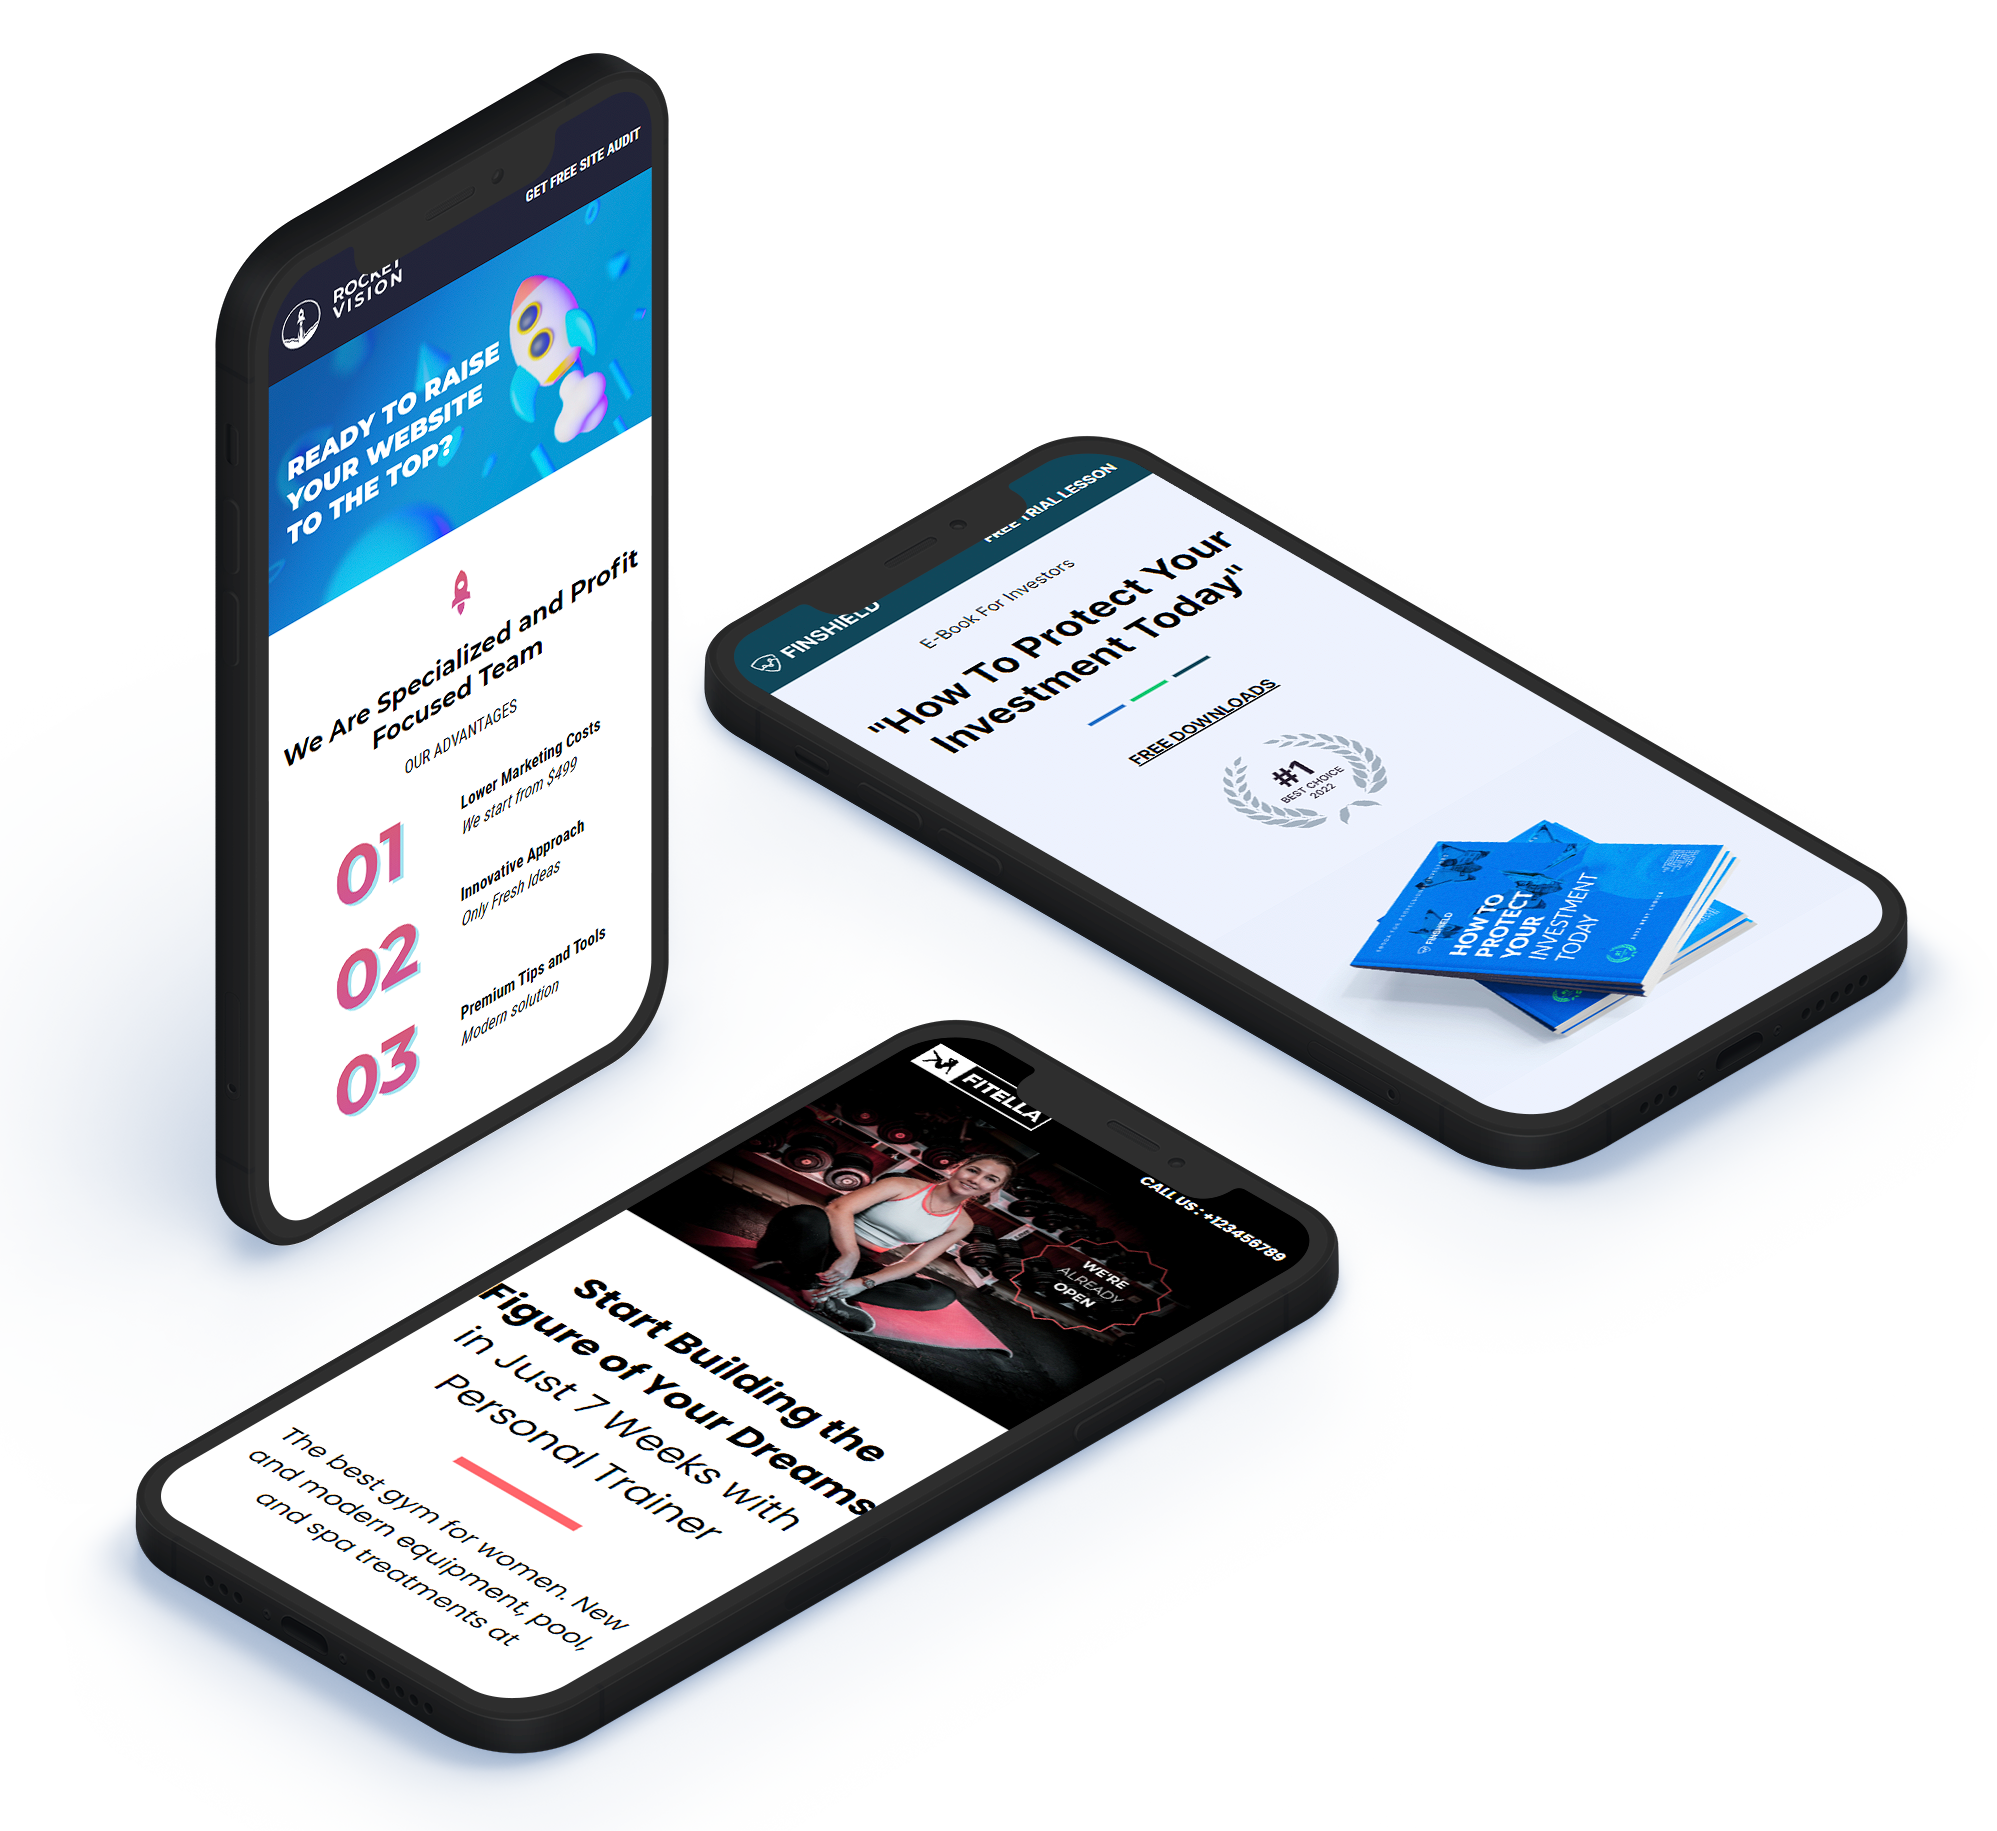 ROCKET
VISION
GET FREE SITE AUDIT
READY TO RAISE
YOUR WEBSITE
TO THE TOP?
We Are Specialized and Profit
Focused Team
OUR ADVANTAGES
01
Lower Marketing Costs
We start from $499
02
Innovative Approach
Only Fresh Ideas
03
Premium Tips and Tools
Modern solution
FINSHIELD
FREE TRIAL LESSON
E-Book For Investors
"How To Protect Your
Investment Today"
FREE DOWNLOADS
#1
BEST CHOICE
2022
FINSHIELD
HOW TO
PROTECT
YOUR
INVESTMENT
TODAY
2022 BEST CHOICE
FITELLA
CALL US: +123456789
WE'RE
ALREADY
OPEN
Start Building the
Figure of Your Dreams
in Just 7 Weeks with
Personal Trainer
The best gym for women. New
and modern equipment, pool,
and spa treatments at